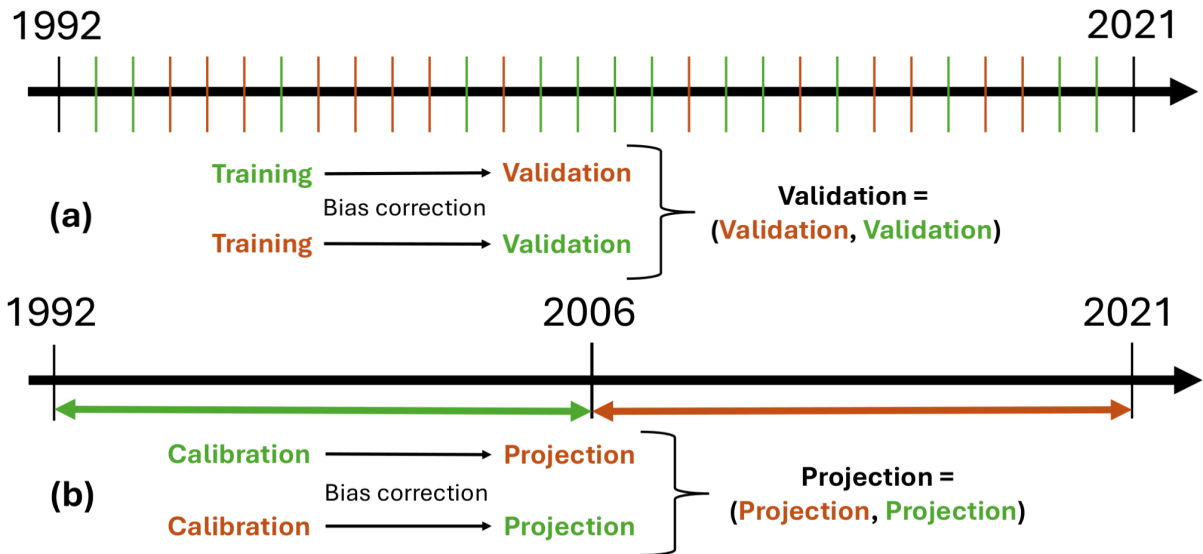 1992 2021
Training Validation
Bias correction
Training Validation
(a)
Validation =
(Validation, Validation)
1992 2006 2021
Calibration Projection
Bias correction
Calibration Projection
(b)
Projection =
(Projection, Projection)